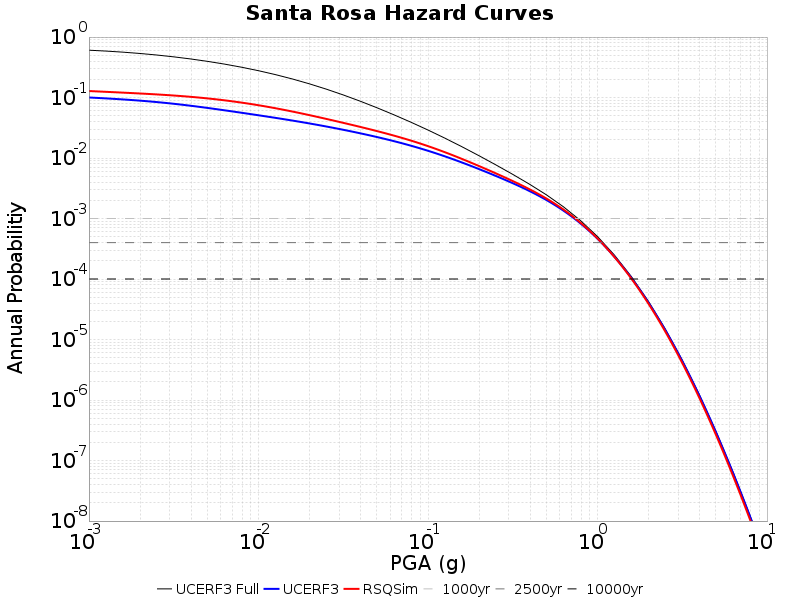 Santa Rosa Hazard Curves
Annual Probabilitiy
10^0
10^-1
10^-2
10^-3
10^-4
10^-5
10^-6
10^-7
10^-8
10^-3 10^-2 10^-1 10^0 10^1
PGA (g)
UCERF3 Full UCERF3 RSQSim 1000yr 2500yr 10000yr